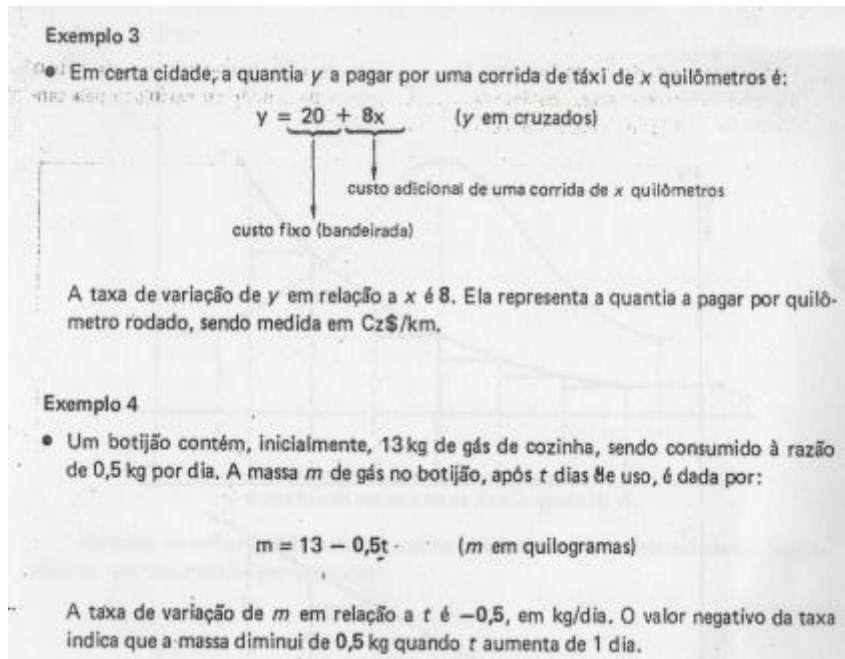 Exemplo 3
● Em certa cidade, a quantia y a pagar por uma corrida de táxi de x quilômetros é:
y = 20 + 8x (y em cruzados)
custo adicional de uma corrida de x quilômetros
custo fixo (bandeirada)
A taxa de variação de y em relação a x é 8. Ela representa a quantia a pagar por quilô-
metro rodado, sendo medida em Cz$/km.
Exemplo 4
● Um botijão contém, inicialmente, 13 kg de gás de cozinha, sendo consumido à razão
de 0,5 kg por dia. A massa m de gás no botijão, após t dias de uso, é dada por:
m = 13 − 0,5t (m em quilogramas)
A taxa de variação de m em relação a t é −0,5, em kg/dia. O valor negativo da taxa
indica que a massa diminui de 0,5 kg quando t aumenta de 1 dia.